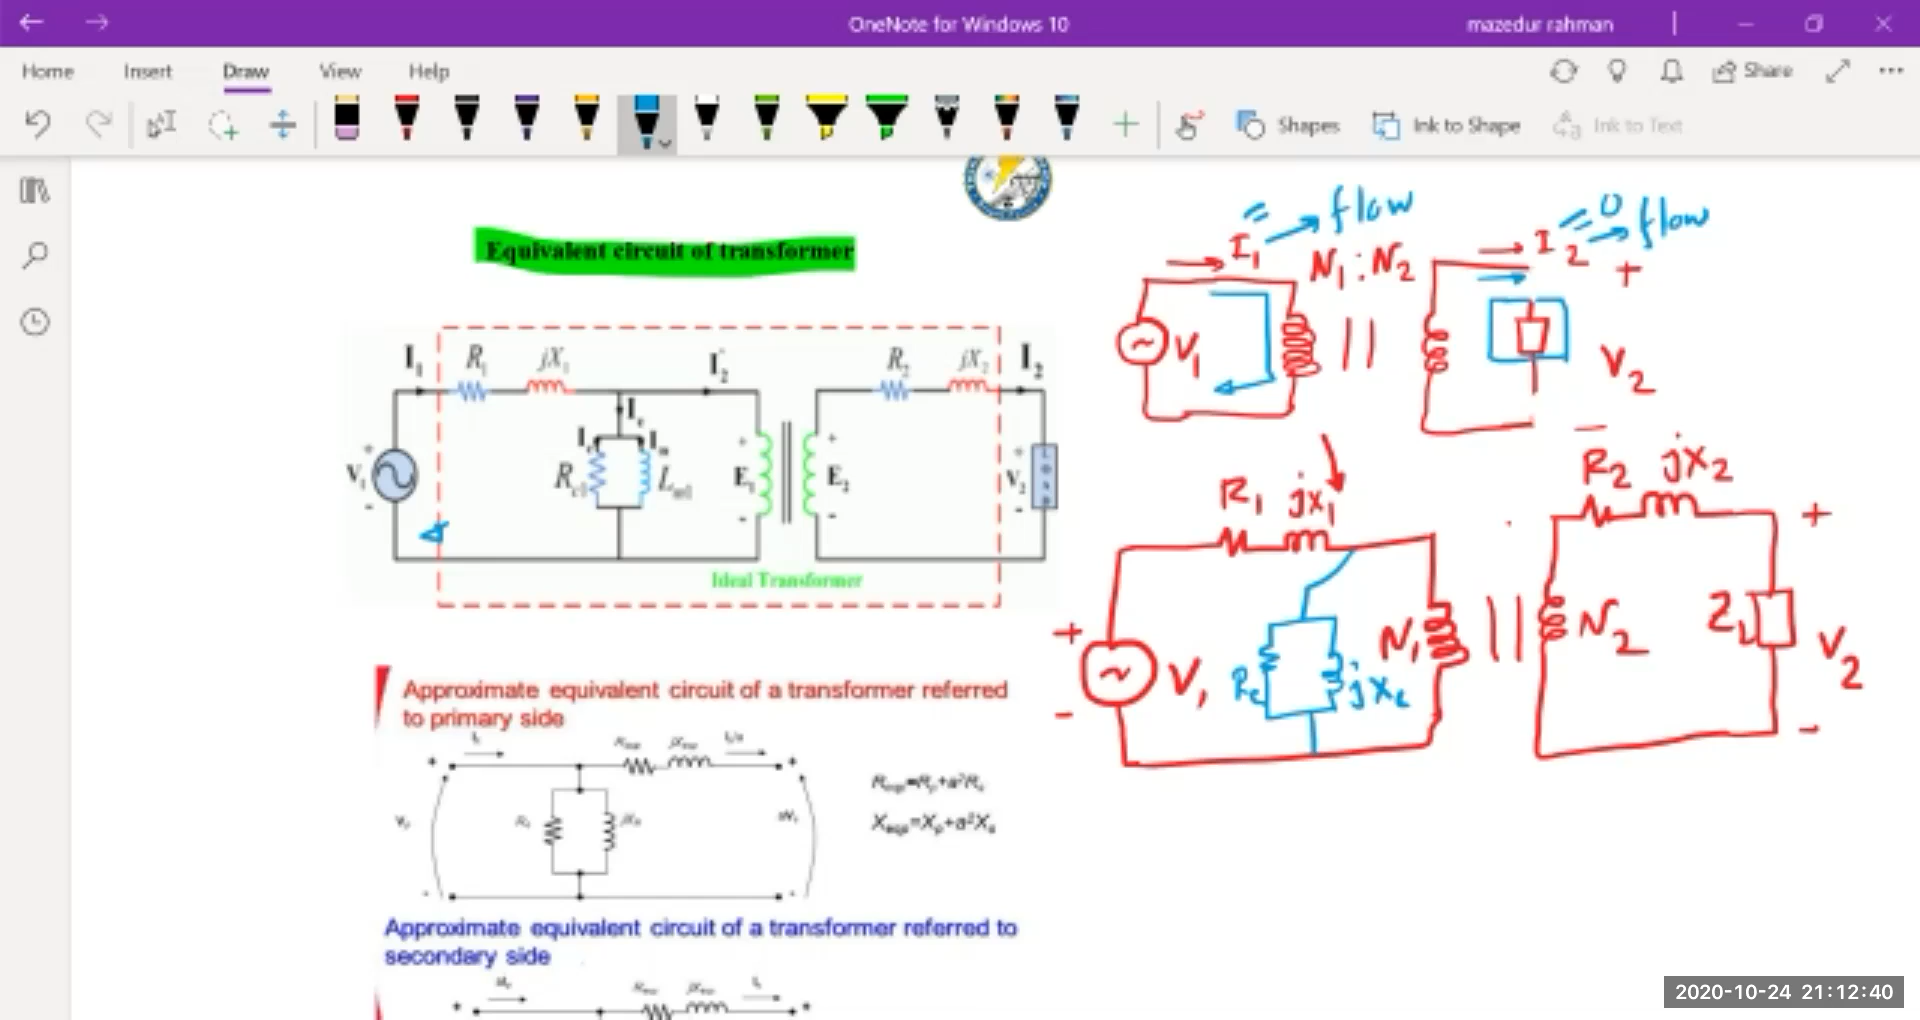 OneNote for Windows 10
mazedur rahman
Home Insert Draw View Help
Share
Shapes
Ink to Shape
Ink to Text
Equivalent circuit of transformer
I₁ R₁ jX₁ I₂' R₂ jX₂ I₂
V₁ E₁ E₂ V₂
Ideal Transformer
I₁ → flow
I₂ = 0 → flow
N₁ : N₂
V₁
V₂
R₁ jx₁
R₂ jx₂
V₁ Rc jxc N₁ N₂ V₂
Approximate equivalent circuit of a transformer referred
to primary side
Approximate equivalent circuit of a transformer referred to
secondary side
2020-10-24 21:12:40